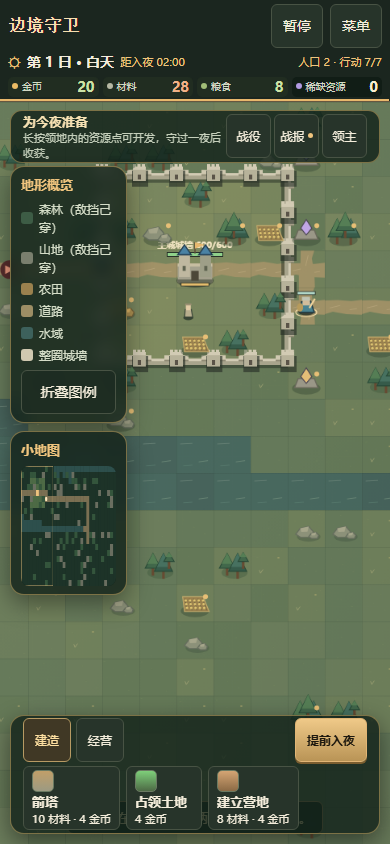 边境守卫
暂停
菜单
第 1 日 • 白天
距入夜 02:00
人口 2 · 行动 7/7
金币 20
材料 28
粮食 8
稀缺资源 0
为今夜准备
长按领地内的资源点可开发，守过一夜后
收获。
战役
战报
领主
地形概览
森林（敌挡己
穿）
山地（敌挡己
穿）
农田
道路
水域
整圈城墙
折叠图例
小地图
600/600
建造
经营
提前入夜
箭塔
10 材料 · 4 金币
占领土地
4 金币
建立营地
8 材料 · 4 金币